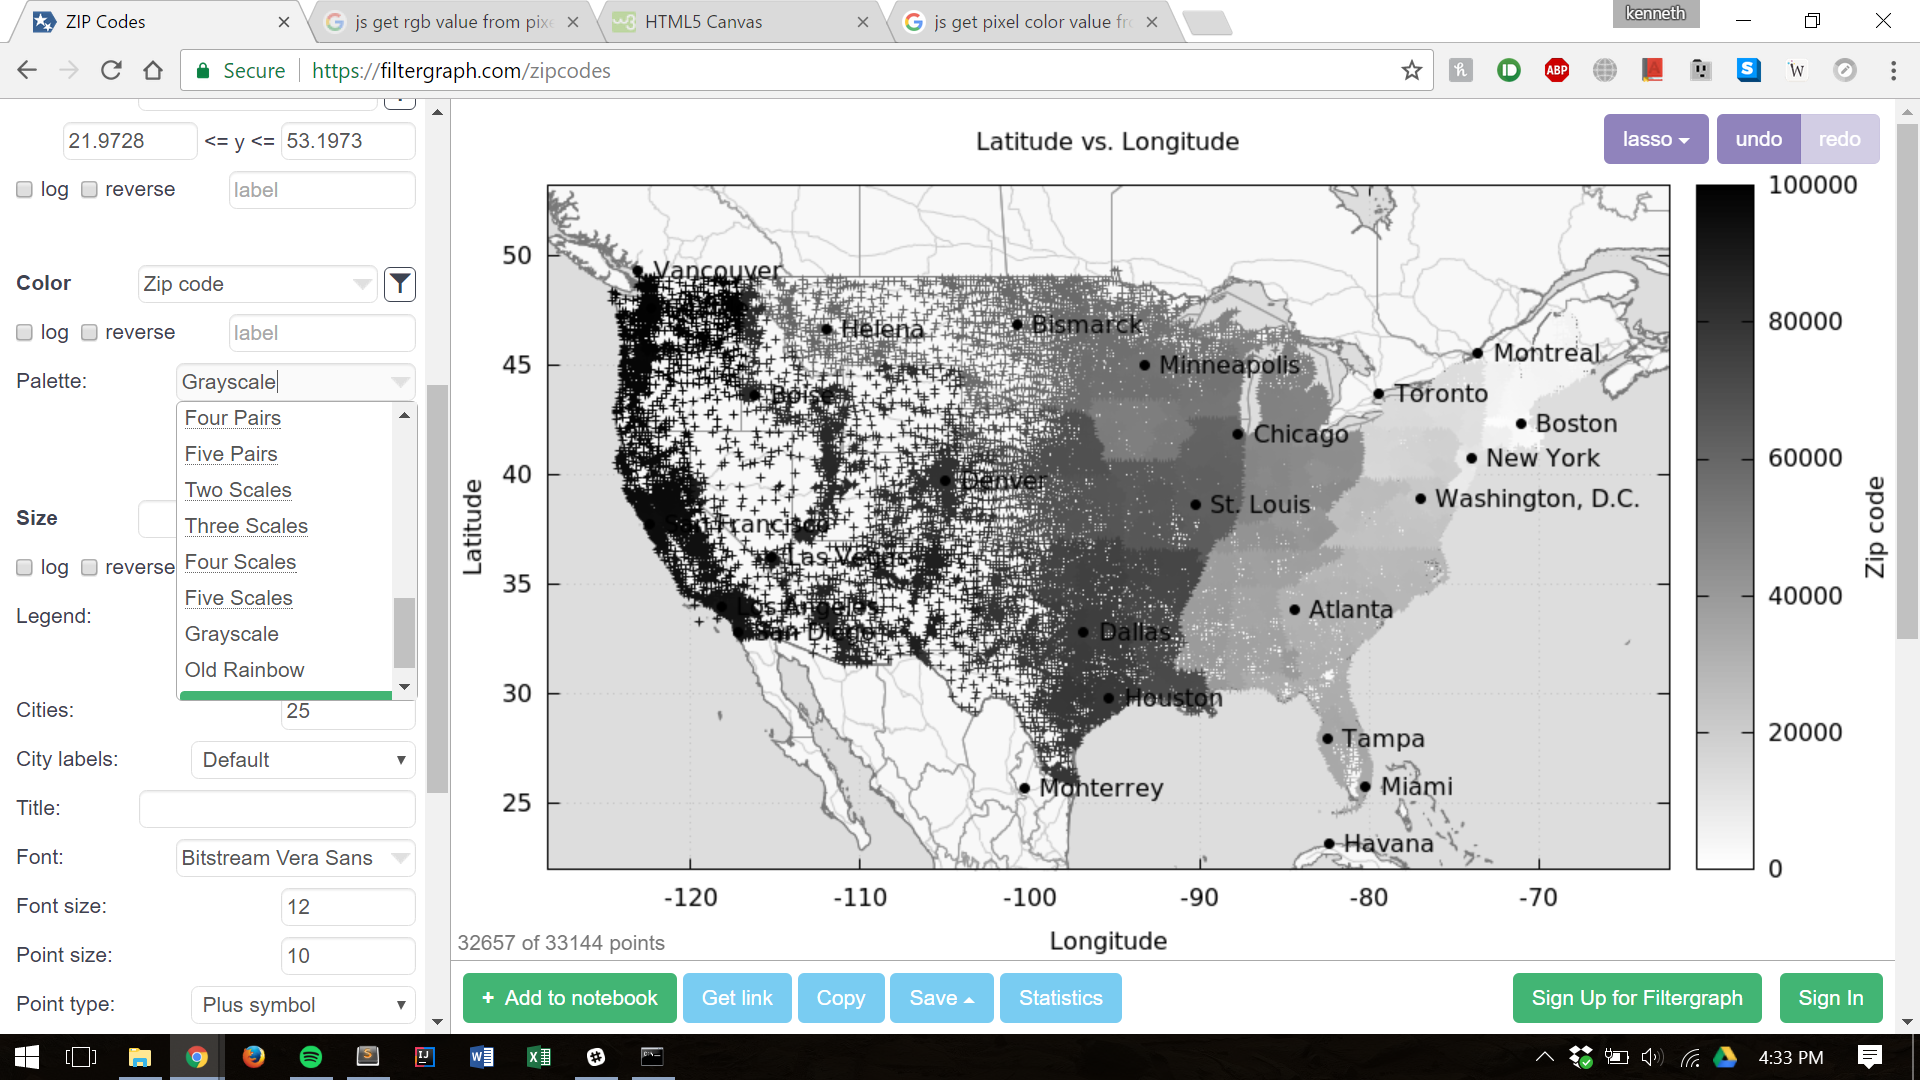 ZIP Codes
js get rgb value from pixe
HTML5 Canvas
js get pixel color value fr
kenneth
Secure
https://filtergraph.com/zipcodes
21.9728 <= y <= 53.1973
log reverse label
Color Zip code
log reverse label
Palette: Grayscale
Four Pairs
Five Pairs
Two Scales
Three Scales
Four Scales
Five Scales
Grayscale
Old Rainbow
Size
log reverse
Legend:
Cities: 25
City labels: Default
Title:
Font: Bitstream Vera Sans
Font size: 12
Point size: 10
Point type: Plus symbol
Latitude vs. Longitude
lasso
undo
redo
50
45
40
35
30
25
Latitude
Vancouver
Helena
Bismarck
Minneapolis
Montreal
Toronto
Boise
Boston
Chicago
New York
Denver
Washington, D.C.
St. Louis
San Francisco
Las Vegas
Los Angeles
Atlanta
San Diego
Dallas
Houston
Tampa
Monterrey
Miami
Havana
-120 -110 -100 -90 -80 -70
Longitude
100000
80000
60000
40000
20000
0
Zip code
32657 of 33144 points
+ Add to notebook
Get link
Copy
Save
Statistics
Sign Up for Filtergraph
Sign In
4:33 PM